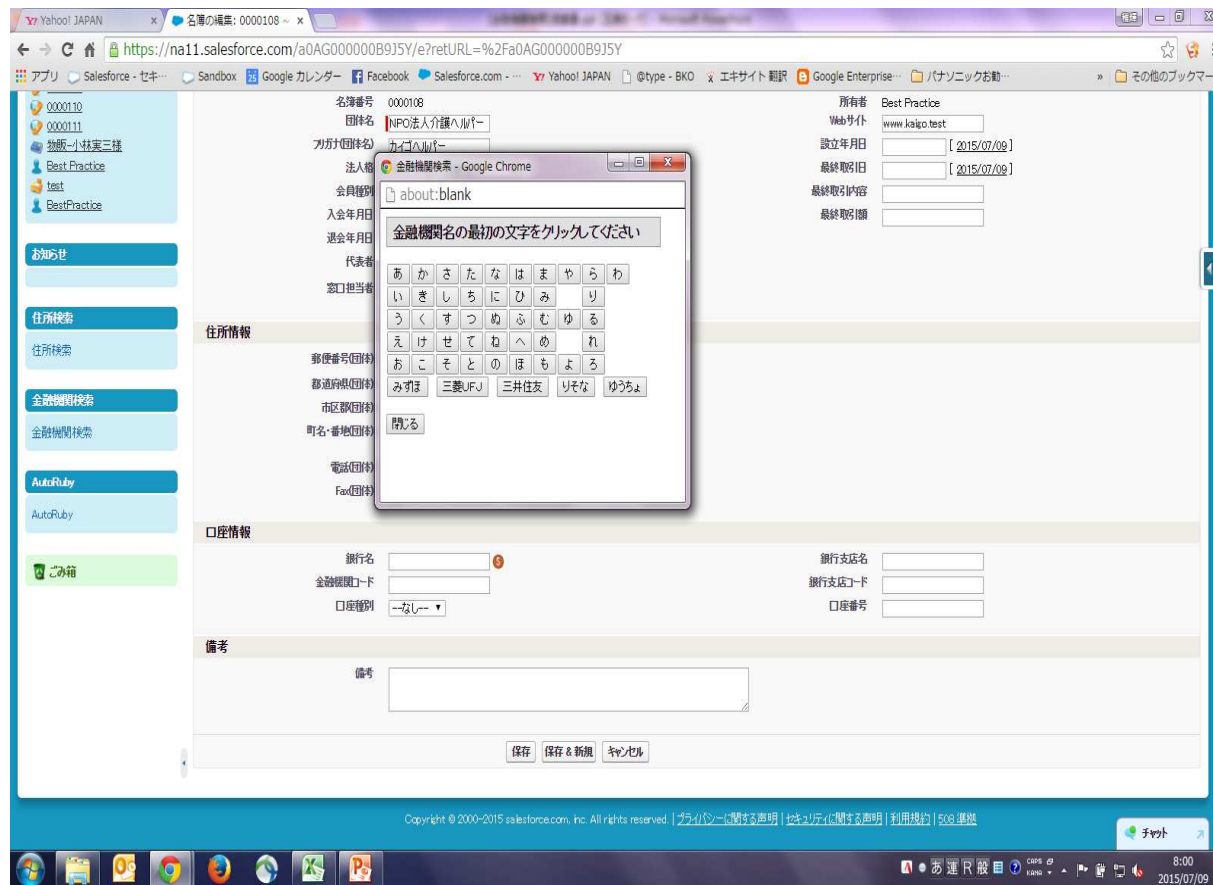 Yahoo! JAPAN
名簿の編集: 0000108 ~
https://na11.salesforce.com/a0AG000000B9J5Y/e?retURL=%2Fa0AG000000B9J5Y
アプリ Salesforce - セキ… Sandbox Google カレンダー Facebook Salesforce.com - … Yahoo! JAPAN @type - BKO エキサイト 翻訳 Google Enterprise… パナソニックお勧… » その他のブックマー
0000110
0000111
物販-小林実三様
Best Practice
test
BestPractice
お知らせ
住所検索
住所検索
金融機関検索
金融機関検索
AutoRuby
AutoRuby
ごみ箱
名簿番号 0000108 所有者 Best Practice
団体名 NPO法人介護ヘルパー Webサイト www.kaigo.test
フリガナ(団体名) カイゴヘルパー 設立年月日 [ 2015/07/09 ]
法人格 最終取引日 [ 2015/07/09 ]
会員種別 最終取引内容
入会年月日 最終取引額
退会年月日
代表者
窓口担当者
住所情報
郵便番号(団体)
都道府県(団体)
市区郡(団体)
町名・番地(団体)
電話(団体)
Fax(団体)
金融機関検索 - Google Chrome
about:blank
金融機関名の最初の文字をクリックしてください
あ か さ た な は ま や ら わ
い き し ち に ひ み り
う く す つ ぬ ふ む ゆ る
え け せ て ね へ め れ
お こ そ と の ほ も よ ろ
みずほ 三菱UFJ 三井住友 りそな ゆうちょ
閉じる
口座情報
銀行名 銀行支店名
金融機関コード 銀行支店コード
口座種別 --なし-- 口座番号
備考
備考
保存 保存 & 新規 キャンセル
Copyright © 2000-2015 salesforce.com, inc. All rights reserved. | プライバシーに関する声明 | セキュリティに関する声明 | 利用規約 | 508 準拠
チャット
A あ 連 R 般 CAPS KANA 8:00
2015/07/09